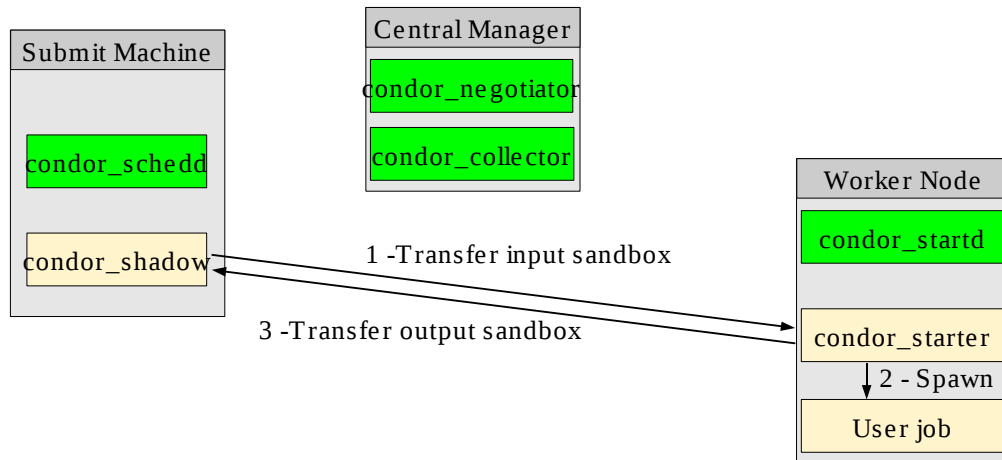 Submit Machine
condor_schedd
condor_shadow
Central Manager
condor_negotiator
condor_collector
1 -Transfer input sandbox
3 -Transfer output sandbox
Worker Node
condor_startd
condor_starter
2 - Spawn
User job